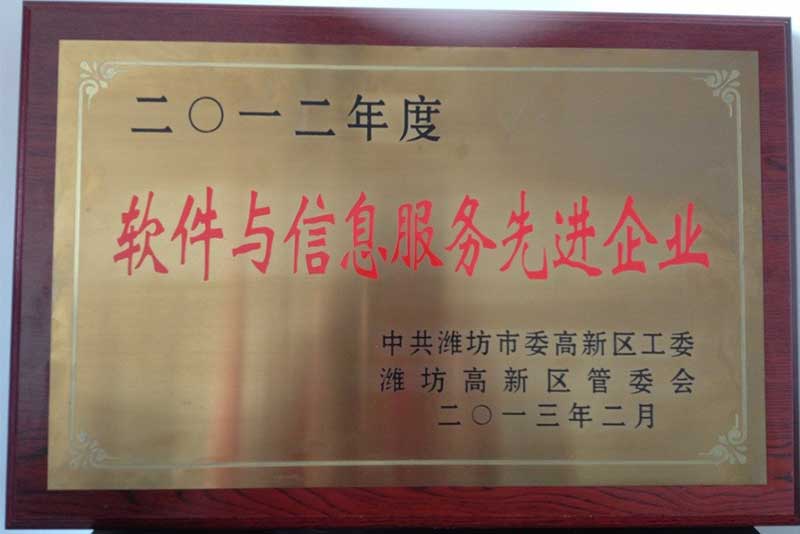 二〇一二年度
软件与信息服务先进企业
中共潍坊市委高新区工委
潍坊高新区管委会
二〇一三年二月